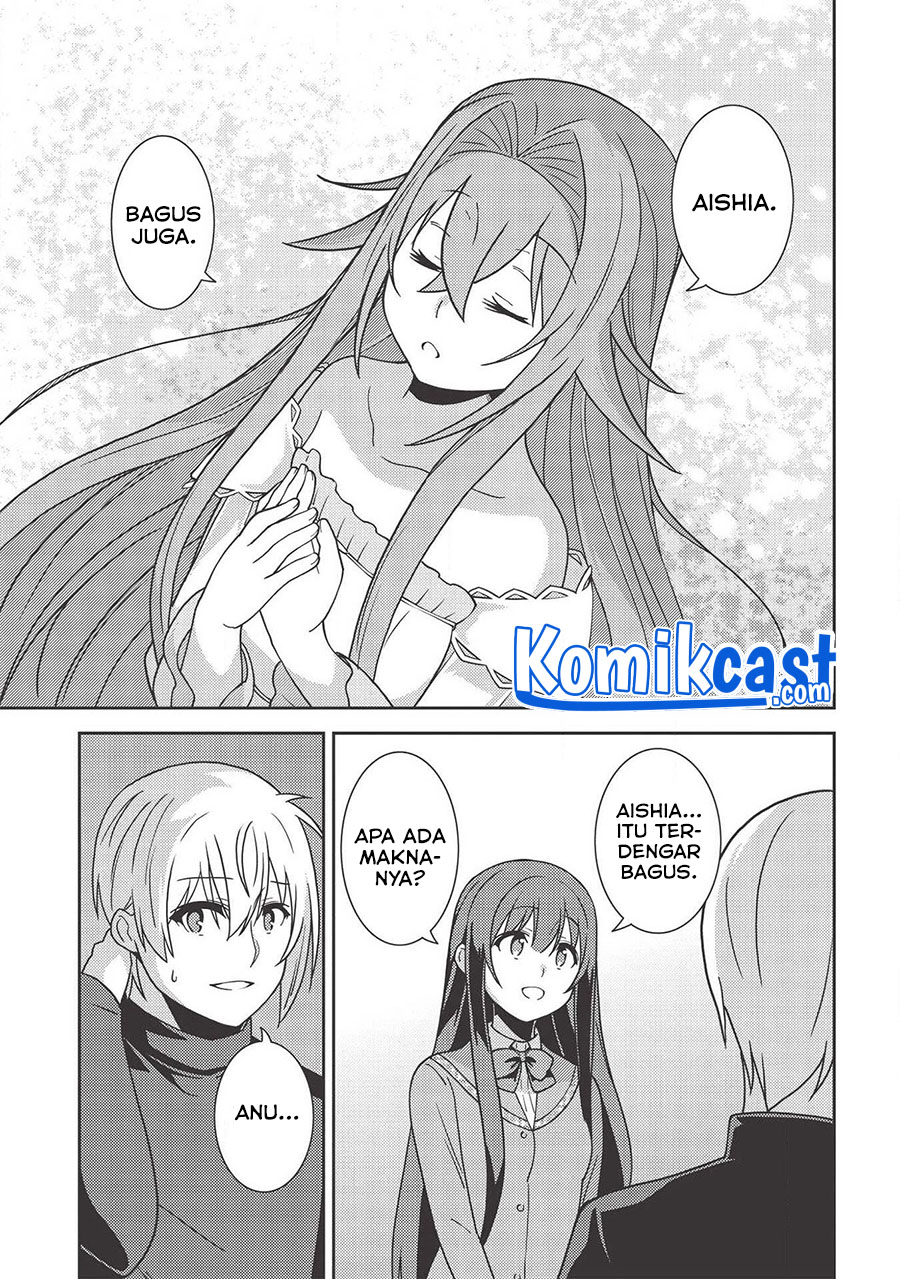 AISHIA.
BAGUS
JUGA.
Komikcast
.com
AISHIA...
ITU TER-
DENGAR
BAGUS.
APA ADA
MAKNA-
NYA?
ANU...